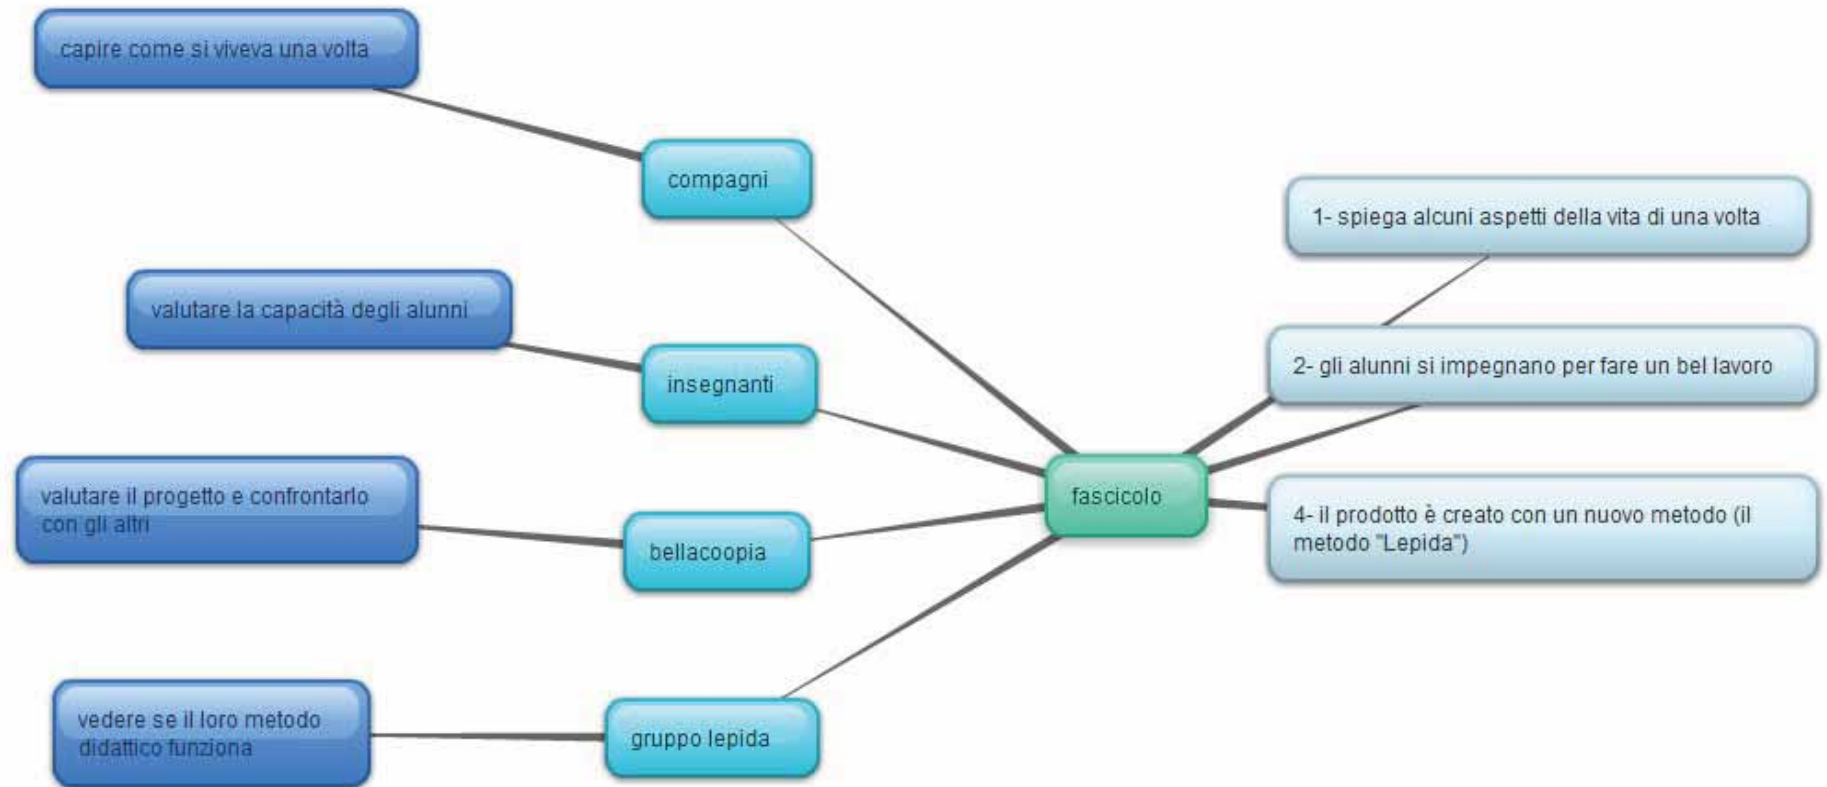 capire come si viveva una volta
compagni
valutare la capacità degli alunni
insegnanti
valutare il progetto e confrontarlo
con gli altri
bellacoopia
vedere se il loro metodo
didattico funziona
gruppo lepida
fascicolo
1- spiega alcuni aspetti della vita di una volta
2- gli alunni si impegnano per fare un bel lavoro
4- il prodotto è creato con un nuovo metodo (il
metodo "Lepida")